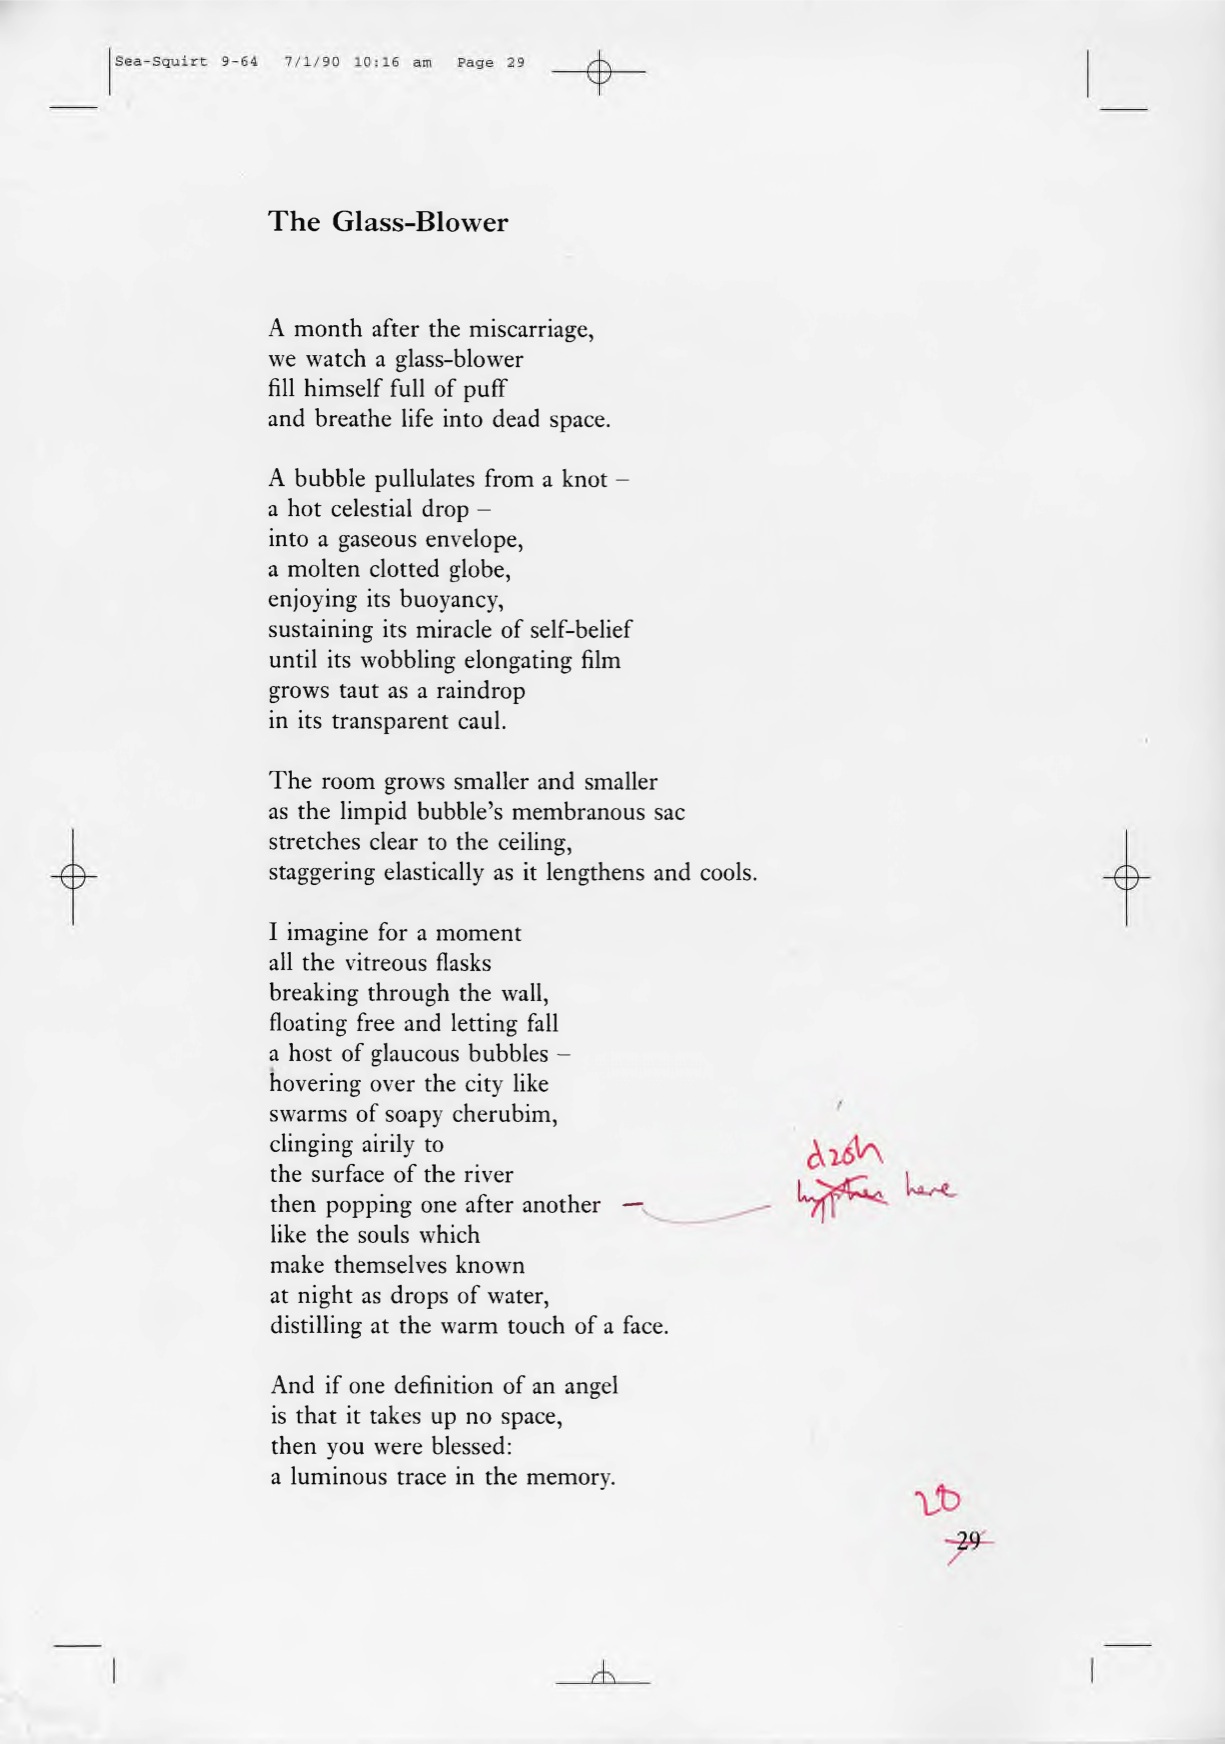 Sea-Squirt 9-64 7/1/90 10:16 am Page 29
The Glass-Blower
A month after the miscarriage,
we watch a glass-blower
fill himself full of puff
and breathe life into dead space.
A bubble pullulates from a knot –
a hot celestial drop –
into a gaseous envelope,
a molten clotted globe,
enjoying its buoyancy,
sustaining its miracle of self-belief
until its wobbling elongating film
grows taut as a raindrop
in its transparent caul.
The room grows smaller and smaller
as the limpid bubble’s membranous sac
stretches clear to the ceiling,
staggering elastically as it lengthens and cools.
I imagine for a moment
all the vitreous flasks
breaking through the wall,
floating free and letting fall
a host of glaucous bubbles –
hovering over the city like
swarms of soapy cherubim,
clinging airily to
the surface of the river
then popping one after another –
like the souls which
make themselves known
at night as drops of water,
distilling at the warm touch of a face.
dash
hyphen here
And if one definition of an angel
is that it takes up no space,
then you were blessed:
a luminous trace in the memory.
20
29